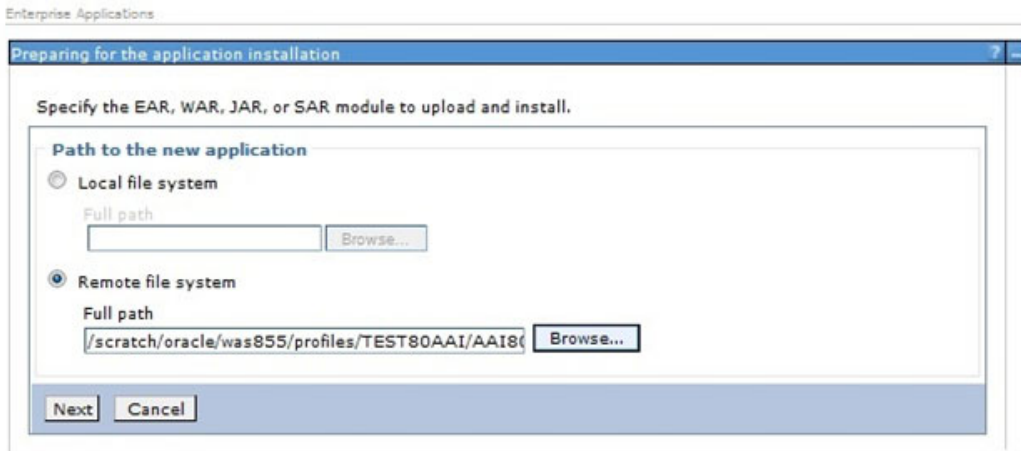 Enterprise Applications
Preparing for the application installation ? –
Specify the EAR, WAR, JAR, or SAR module to upload and install.
Path to the new application
Local file system
Full path
Browse...
Remote file system
Full path
/scratch/oracle/was855/profiles/TEST80AAI/AAI80 Browse...
Next Cancel